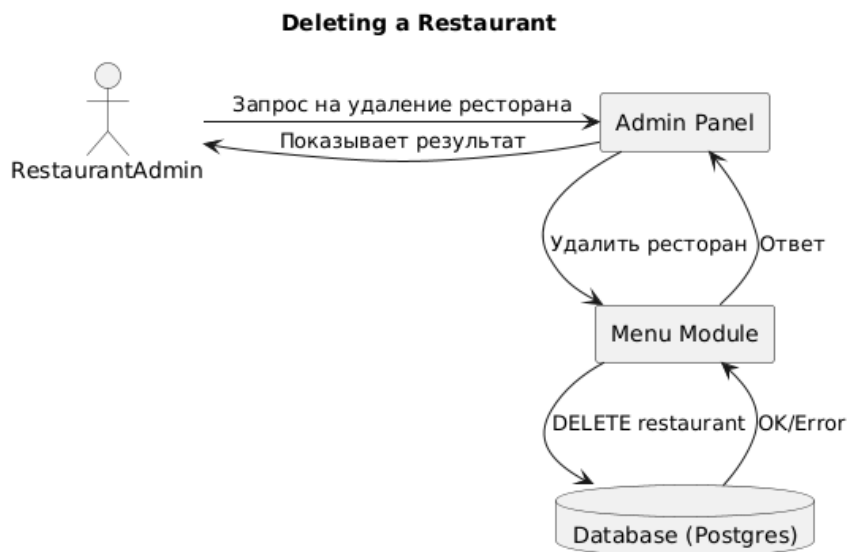 Deleting a Restaurant
Запрос на удаление ресторана
Admin Panel
Показывает результат
RestaurantAdmin
Удалить ресторан
Ответ
Menu Module
DELETE restaurant
OK/Error
Database (Postgres)